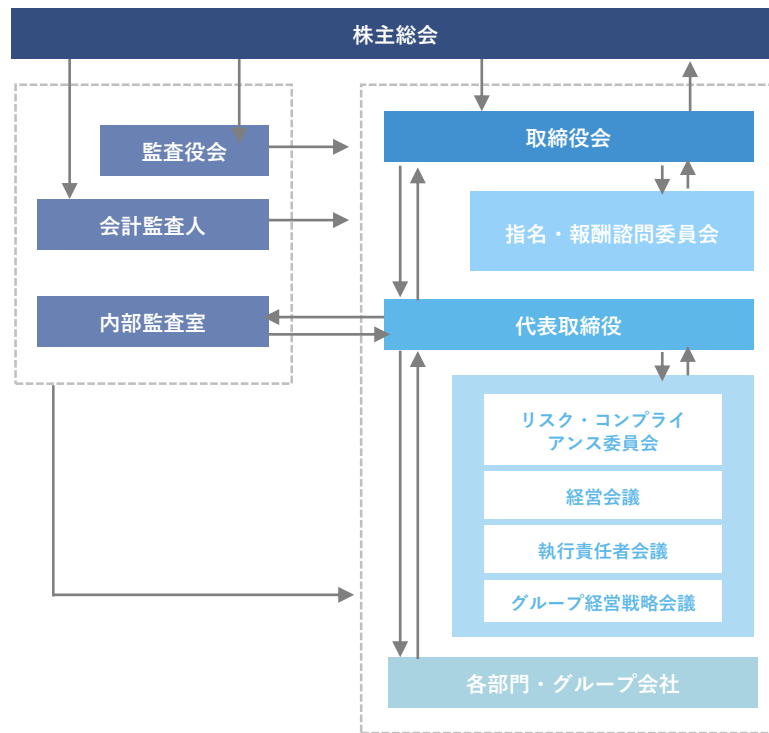 株主総会
監査役会
会計監査人
内部監査室
取締役会
指名・報酬諮問委員会
代表取締役
リスク・コンプライ
アンス委員会
経営会議
執行責任者会議
グループ経営戦略会議
各部門・グループ会社